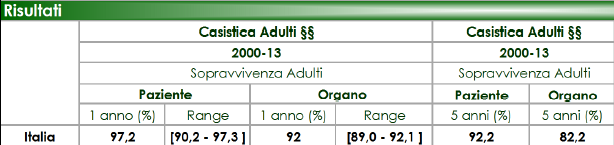 Risultati
Casistica Adulti §§ Casistica Adulti §§
2000-13 2000-13
Sopravvivenza Adulti Sopravvivenza Adulti
Paziente Organo Paziente Organo
1 anno (%) Range 1 anno (%) Range 5 anni (%) 5 anni (%)
Italia 97,2 [90,2 - 97,3 ] 92 [89,0 - 92,1 ] 92,2 82,2